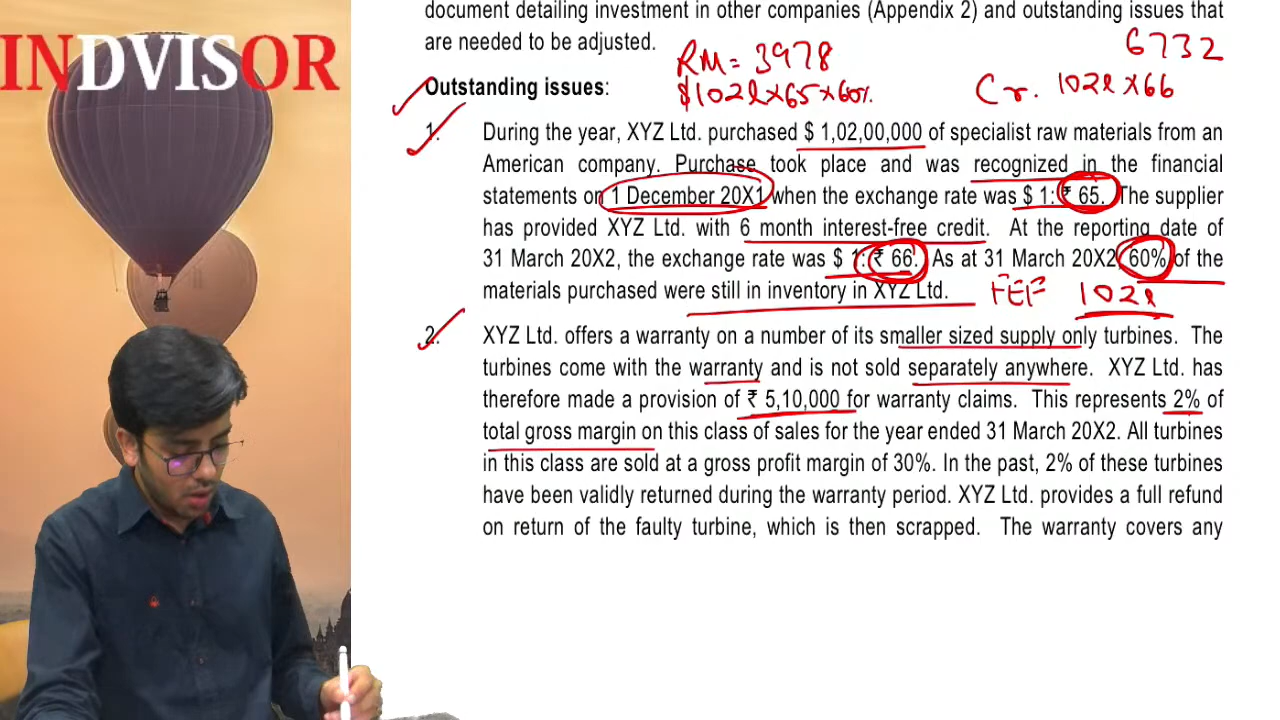 INDVISOR
document detailing investment in other companies (Appendix 2) and outstanding issues that
are needed to be adjusted.
RM = 3978
6732
Outstanding issues:
$102l×65×60%
Cr. 102l×66
1. During the year, XYZ Ltd. purchased $ 1,02,00,000 of specialist raw materials from an
American company. Purchase took place and was recognized in the financial
statements on 1 December 20X1 when the exchange rate was $ 1: ₹ 65. The supplier
has provided XYZ Ltd. with 6 month interest-free credit. At the reporting date of
31 March 20X2, the exchange rate was $ 1: ₹ 66. As at 31 March 20X2, 60% of the
materials purchased were still in inventory in XYZ Ltd.
FEF 102l
2. XYZ Ltd. offers a warranty on a number of its smaller sized supply only turbines. The
turbines come with the warranty and is not sold separately anywhere. XYZ Ltd. has
therefore made a provision of ₹ 5,10,000 for warranty claims. This represents 2% of
total gross margin on this class of sales for the year ended 31 March 20X2. All turbines
in this class are sold at a gross profit margin of 30%. In the past, 2% of these turbines
have been validly returned during the warranty period. XYZ Ltd. provides a full refund
on return of the faulty turbine, which is then scrapped. The warranty covers any